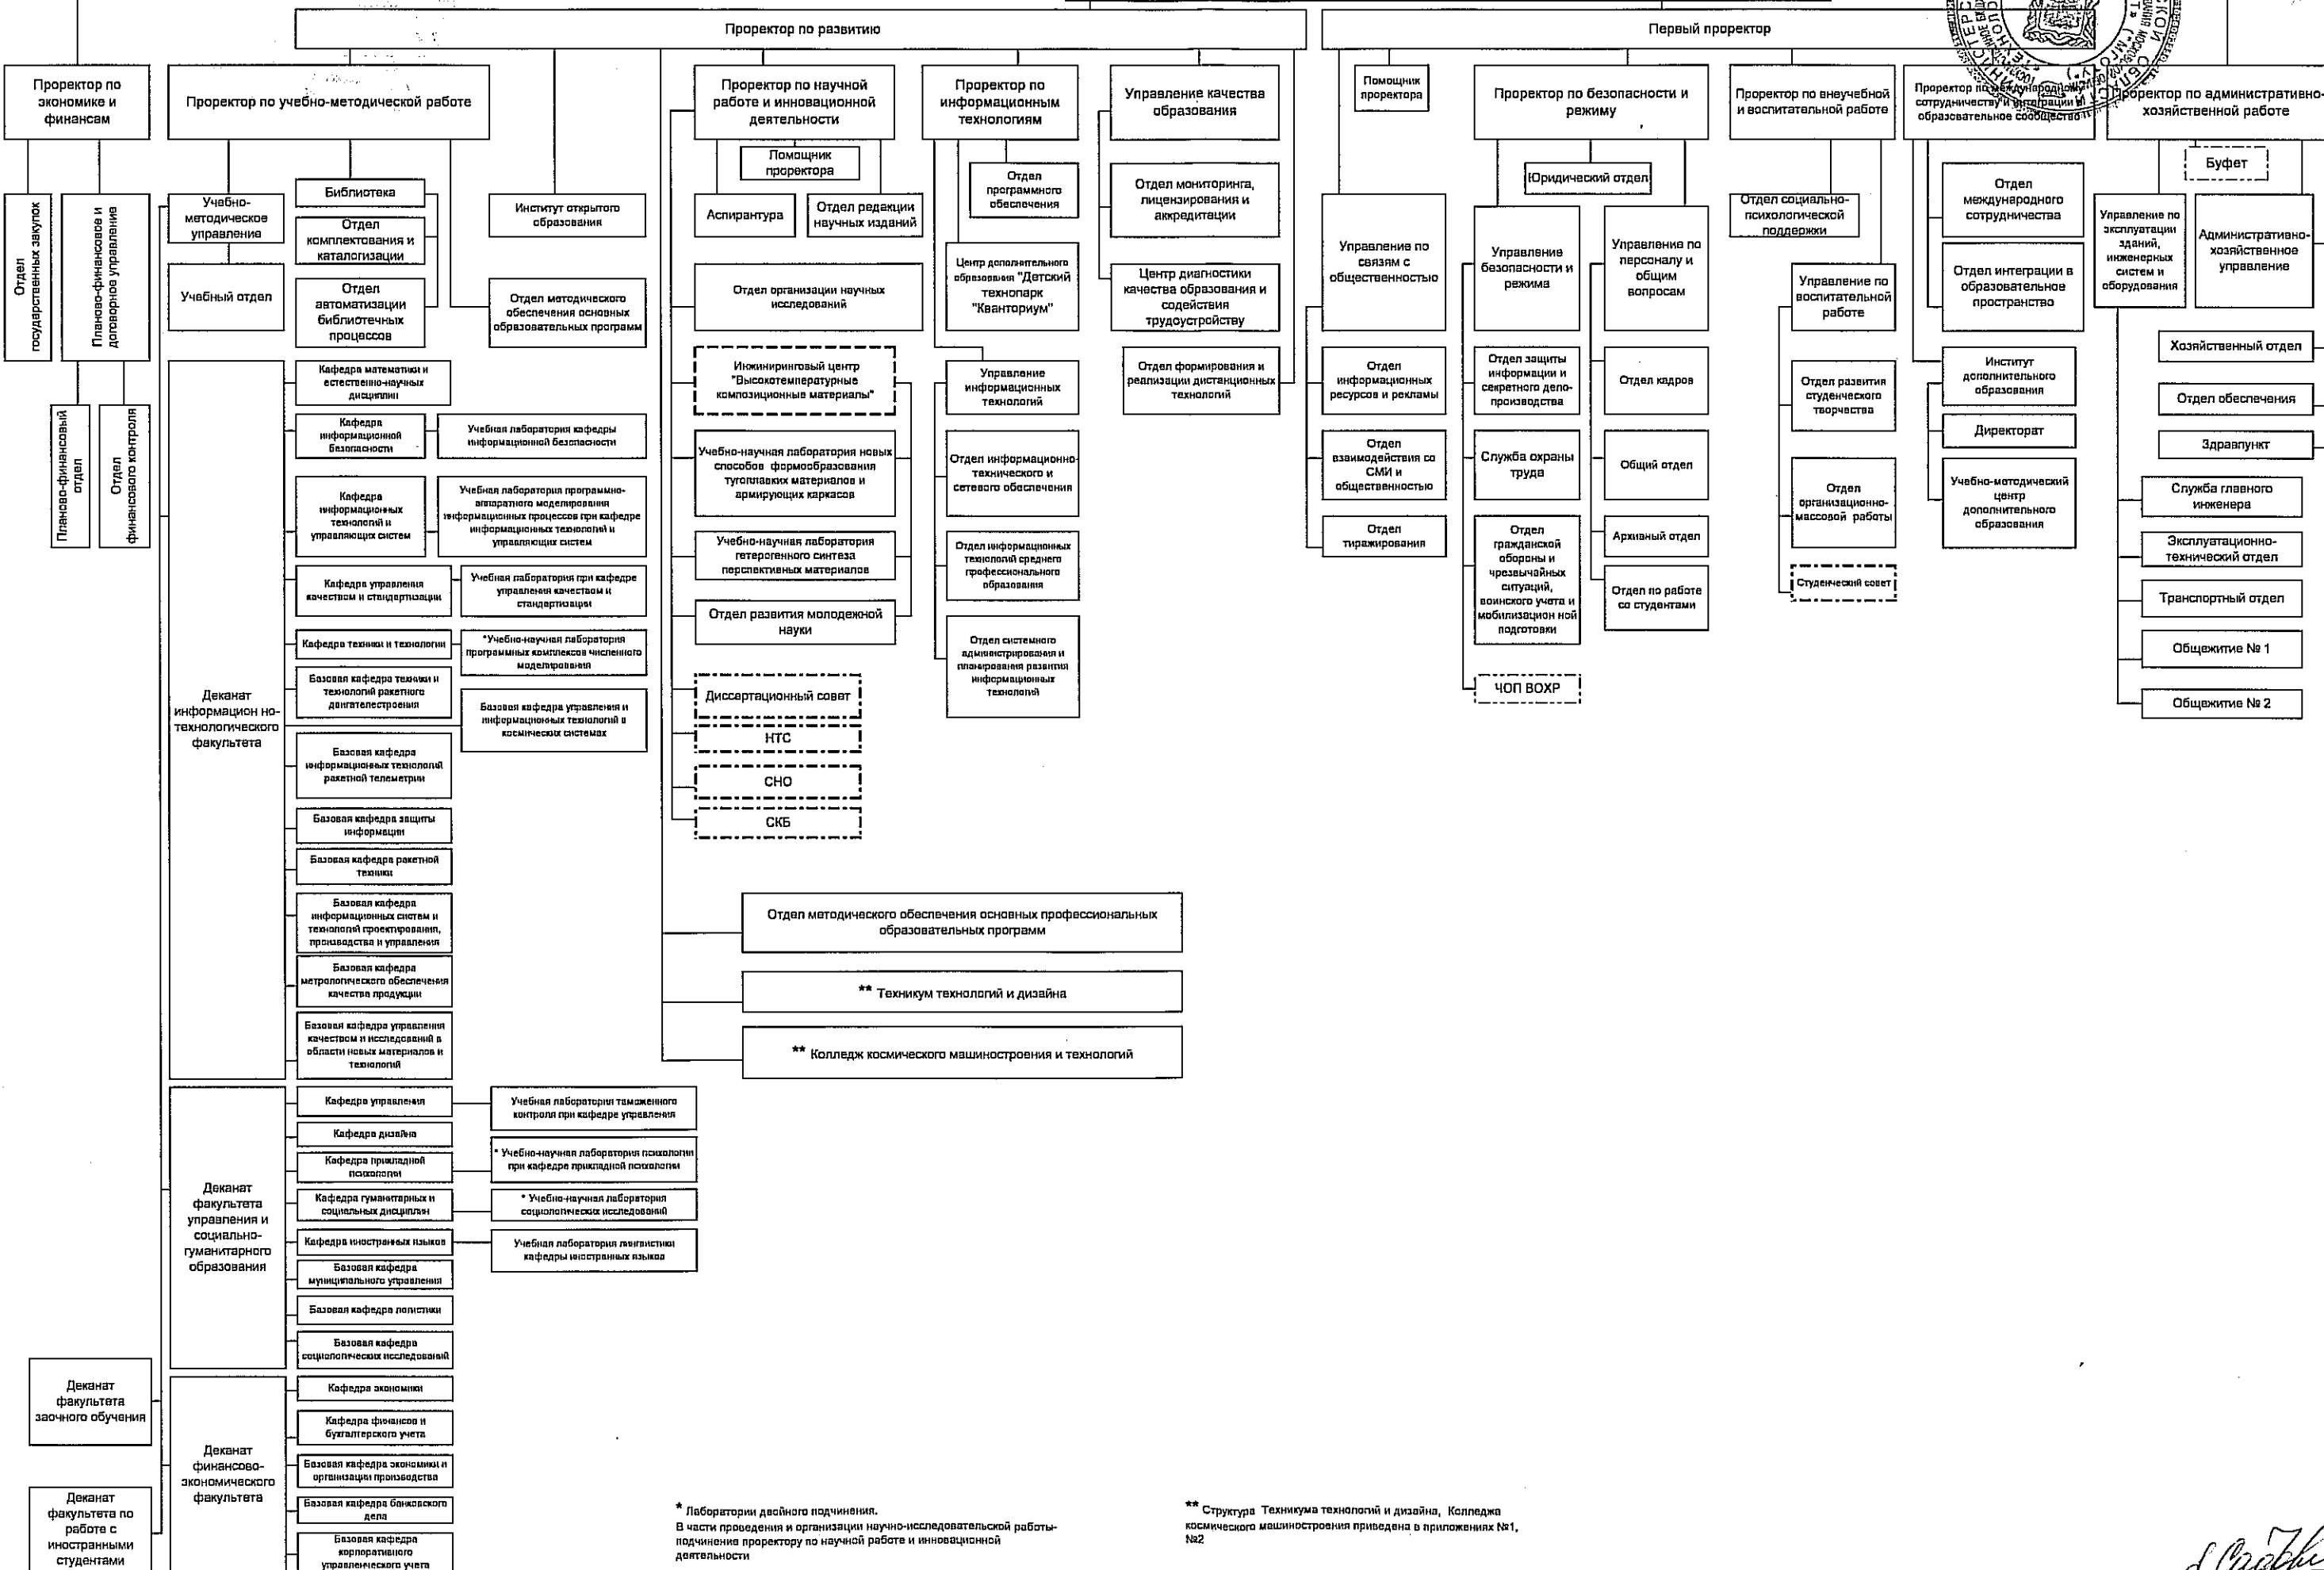 Проректор по развитию
Первый проректор
Проректор по
экономике и
финансам
Проректор по учебно-методической работе
Проректор по научной
работе и инновационной
деятельности
Проректор по
информационным
технологиям
Управление качества
образования
Помощник
проректора
Проректор по безопасности и
режиму
Проректор по внеучебной
и воспитательной работе
Проректор по международному
сотрудничеству и интеграции в
образовательное сообщество
Проректор по административно-
хозяйственной работе
Отдел
государственных закупок
Планово-финансовое и
договорное управление
Планово-финансовый
отдел
Отдел
финансового контроля
Учебно-
методическое
управление
Учебный отдел
Библиотека
Отдел
комплектования и
каталогизации
Отдел
автоматизации
библиотечных
процессов
Институт открытого
образования
Отдел методического
обеспечения основных
образовательных программ
Помощник
проректора
Аспирантура
Отдел редакции
научных изданий
Отдел организации научных
исследований
Инжиниринговый центр
"Высокотемпературные
композиционные материалы"
Учебно-научная лаборатория новых
способов формообразования
тугоплавких материалов и
армирующих каркасов
Учебно-научная лаборатория
гетерогенного синтеза
перспективных материалов
Отдел развития молодежной
науки
Диссертационный совет
НТС
СНО
СКБ
Отдел
программного
обеспечения
Центр дополнительного
образования "Детский
технопарк
"Кванториум"
Управление
информационных
технологий
Отдел информационно-
технического и
сетевого обеспечения
Отдел информационных
технологий среднего
профессионального
образования
Отдел системного
администрирования и
планирования развития
информационных
технологий
Отдел мониторинга,
лицензирования и
аккредитации
Центр диагностики
качества образования и
содействия
трудоустройству
Отдел формирования и
реализации дистанционных
технологий
Управление по
связям с
общественностью
Отдел
информационных
ресурсов и рекламы
Отдел
взаимодействия со
СМИ и
общественностью
Отдел
тиражирования
Юридический отдел
Управление
безопасности и
режима
Отдел защиты
информации и
секретного дело-
производства
Служба охраны
труда
Отдел
гражданской
обороны и
чрезвычайных
ситуаций,
воинского учета и
мобилизацион ной
подготовки
ЧОП ВОХР
Управление по
персоналу и
общим
вопросам
Отдел кадров
Общий отдел
Архивный отдел
Отдел по работе
со студентами
Отдел социально-
психологической
поддержки
Управление по
воспитательной
работе
Отдел развития
студенческого
творчества
Отдел
организационно-
массовой работы
Студенческий совет
Отдел
международного
сотрудничества
Отдел интеграции в
образовательное
пространство
Институт
дополнительного
образования
Директорат
Учебно-методический
центр
дополнительного
образования
Буфет
Управление по
эксплуатации
зданий,
инженерных
систем и
оборудования
Административно-
хозяйственное
управление
Хозяйственный отдел
Отдел обеспечения
Здравпункт
Служба главного
инженера
Эксплуатационно-
технический отдел
Транспортный отдел
Общежитие № 1
Общежитие № 2
Деканат
информацион но-
технологического
факультета
Кафедра математики и
естественно-научных
дисциплин
Кафедра
информационной
безопасности
Учебная лаборатория кафедры
информационной безопасности
Кафедра
информационных
технологий и
управляющих систем
Учебная лаборатория программно-
аппаратного моделирования
информационных процессов при кафедре
информационных технологий и
управляющих систем
Кафедра управления
качеством и стандартизации
Учебная лаборатория при кафедре
управления качеством и
стандартизации
Кафедра техники и технологии
*Учебно-научная лаборатория
программных комплексов численного
моделирования
Базовая кафедра техники и
технологий ракетного
двигателестроения
Базовая кафедра управления и
информационных технологий в
космических системах
Базовая кафедра
информационных технологий
ракетной телеметрии
Базовая кафедра защиты
информации
Базовая кафедра ракетной
техники
Базовая кафедра
информационных систем и
технологий проектирования,
производства и управления
Базовая кафедра
метрологического обеспечения
качества продукции
Базовая кафедра управления
качеством и исследований в
области новых материалов и
технологий
Отдел методического обеспечения основных профессиональных
образовательных программ
** Техникум технологий и дизайна
** Колледж космического машиностроения и технологий
Деканат
факультета
управления и
социально-
гуманитарного
образования
Кафедра управления
Учебная лаборатория таможенного
контроля при кафедре управления
Кафедра дизайна
Кафедра прикладной
психологии
* Учебно-научная лаборатория психологии
при кафедре прикладной психологии
Кафедра гуманитарных и
социальных дисциплин
* Учебно-научная лаборатория
социологических исследований
Кафедра иностранных языков
Учебная лаборатория лингвистики
кафедры иностранных языков
Базовая кафедра
муниципального управления
Базовая кафедра логистики
Базовая кафедра
социологических исследований
Деканат
факультета
заочного обучения
Деканат
факультета по
работе с
иностранными
студентами
Деканат
финансово-
экономического
факультета
Кафедра экономики
Кафедра финансов и
бухгалтерского учета
Базовая кафедра экономики и
организации производства
Базовая кафедра банковского
дела
Базовая кафедра
корпоративного
управленческого учета
* Лаборатории двойного подчинения.
В части проведения и организации научно-исследовательской работы-
подчинение проректору по научной работе и инновационной
деятельности
** Структура Техникума технологий и дизайна, Колледжа
космического машиностроения приведена в приложениях №1,
№2